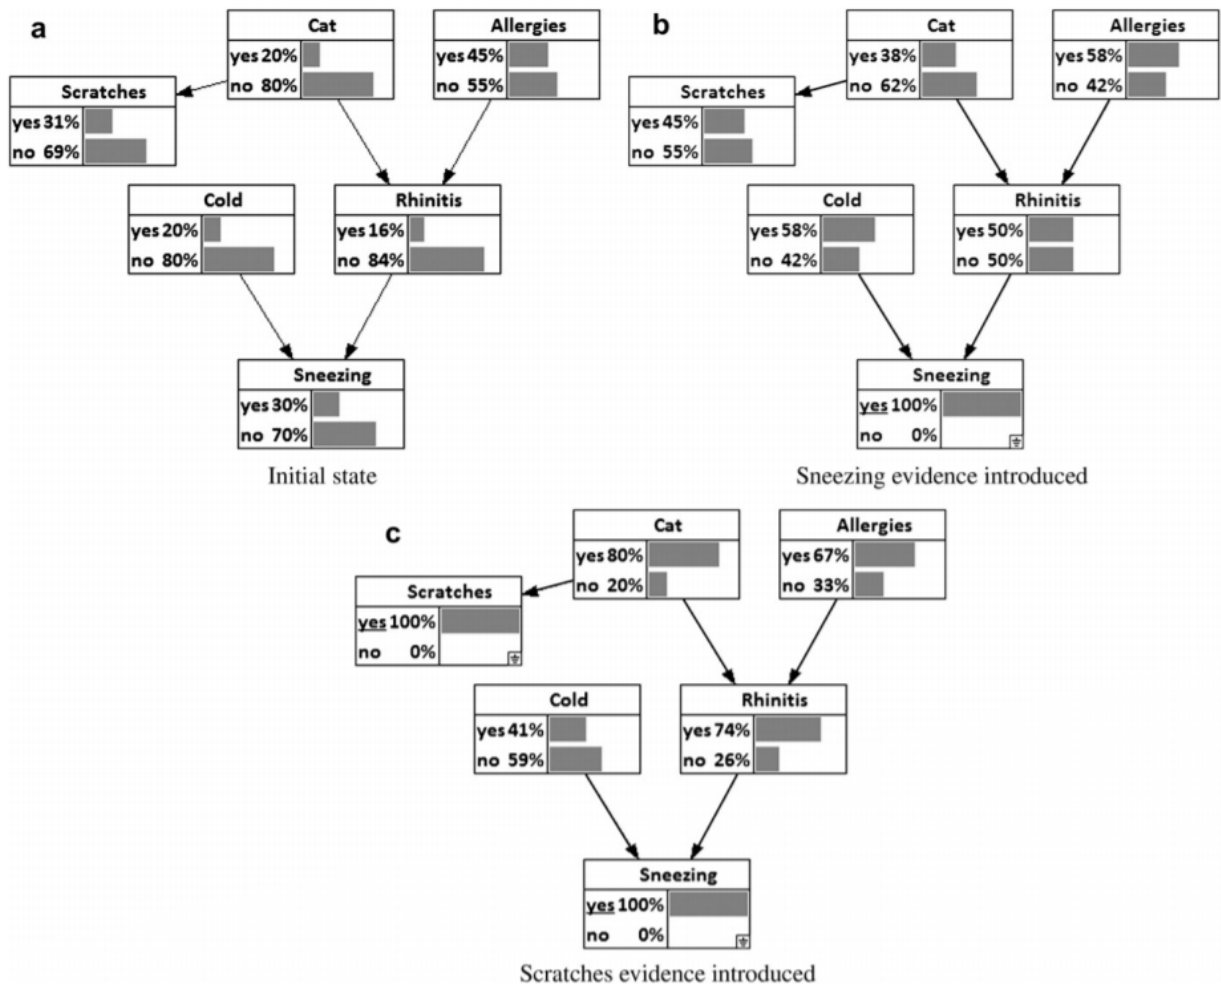 a
Cat
yes 20%
no 80%
Allergies
yes 45%
no 55%
Scratches
yes 31%
no 69%
Cold
yes 20%
no 80%
Rhinitis
yes 16%
no 84%
Sneezing
yes 30%
no 70%
Initial state
b
Cat
yes 38%
no 62%
Allergies
yes 58%
no 42%
Scratches
yes 45%
no 55%
Cold
yes 58%
no 42%
Rhinitis
yes 50%
no 50%
Sneezing
yes 100%
no 0%
Sneezing evidence introduced
c
Cat
yes 80%
no 20%
Allergies
yes 67%
no 33%
Scratches
yes 100%
no 0%
Cold
yes 41%
no 59%
Rhinitis
yes 74%
no 26%
Sneezing
yes 100%
no 0%
Scratches evidence introduced